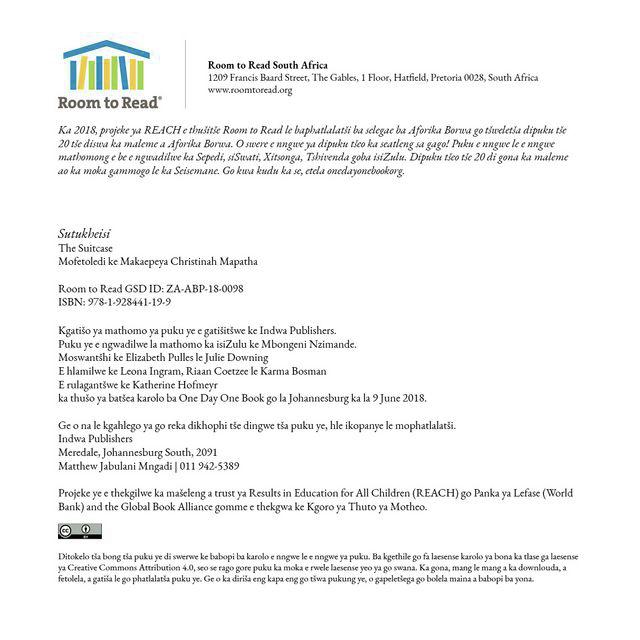 Room to Read®
Room to Read South Africa
1209 Francis Baard Street, The Gables, 1 Floor, Hatfield, Pretoria 0028, South Africa
www.roomtoread.org
Ka 2018, projeke ya REACH e thušitše Room to Read le baphatlalatši ba selegae ba Aforika Borwa go tšweletša dipuku tše
20 tše diswa ka maleme a Aforika Borwa. O swere e nngwe ya dipuku tšeo ka seatleng sa gago! Puku e nngwe le e nngwe
mathomong e be e ngwadilwe ka Sepedi, siSwati, Xitsonga, Tshivenda goba isiZulu. Dipuku tšeo tše 20 di gona ka maleme
ao ka moka gammogo le ka Seisemane. Go kwa kudu ka se, etela onedayonebookorg.
Sutukheisi
The Suitcase
Mofetoledi ke Makaepeya Christinah Mapatha
Room to Read GSD ID: ZA-ABP-18-0098
ISBN: 978-1-928441-19-9
Kgatišo ya mathomo ya puku ye e gatišitšwe ke Indwa Publishers.
Puku ye e ngwadilwe la mathomo ka isiZulu ke Mbongeni Nzimande.
Moswantšhi ke Elizabeth Pulles le Julie Downing
E hlamilwe ke Leona Ingram, Riaan Coetzee le Karma Bosman
E rulagantšwe ke Katherine Hofmeyr
ka thušo ya batšea karolo ba One Day One Book go la Johannesburg ka la 9 June 2018.
Ge o na le kgahlego ya go reka dikhophi tše dingwe tša puku ye, hle ikopanye le mophatlalatši.
Indwa Publishers
Meredale, Johannesburg South, 2091
Matthew Jabulani Mngadi | 011 942-5389
Projeke ye e thekgilwe ka mašeleng a trust ya Results in Education for All Children (REACH) go Panka ya Lefase (World
Bank) and the Global Book Alliance gomme e thekgwa ke Kgoro ya Thuto ya Motheo.
cc BY
Ditokelo tša bong tša puku ye di swerwe ke babopi ba karolo e nngwe le e nngwe ya puku. Ba kgethile go fa laesense karolo ya bona ka tlase ga laesense
ya Creative Commons Attribution 4.0, seo se rago gore puku ka moka e rwele laesense yeo ya go swana. Ka gona, mang le mang a ka downlouda, a
fetolela, a gatiša le go phatlalatša puku ye. Ge o ka diriša eng kapa eng go tšwa pukung ye, o gapeletšega go bolela maina a babopi ba yona.